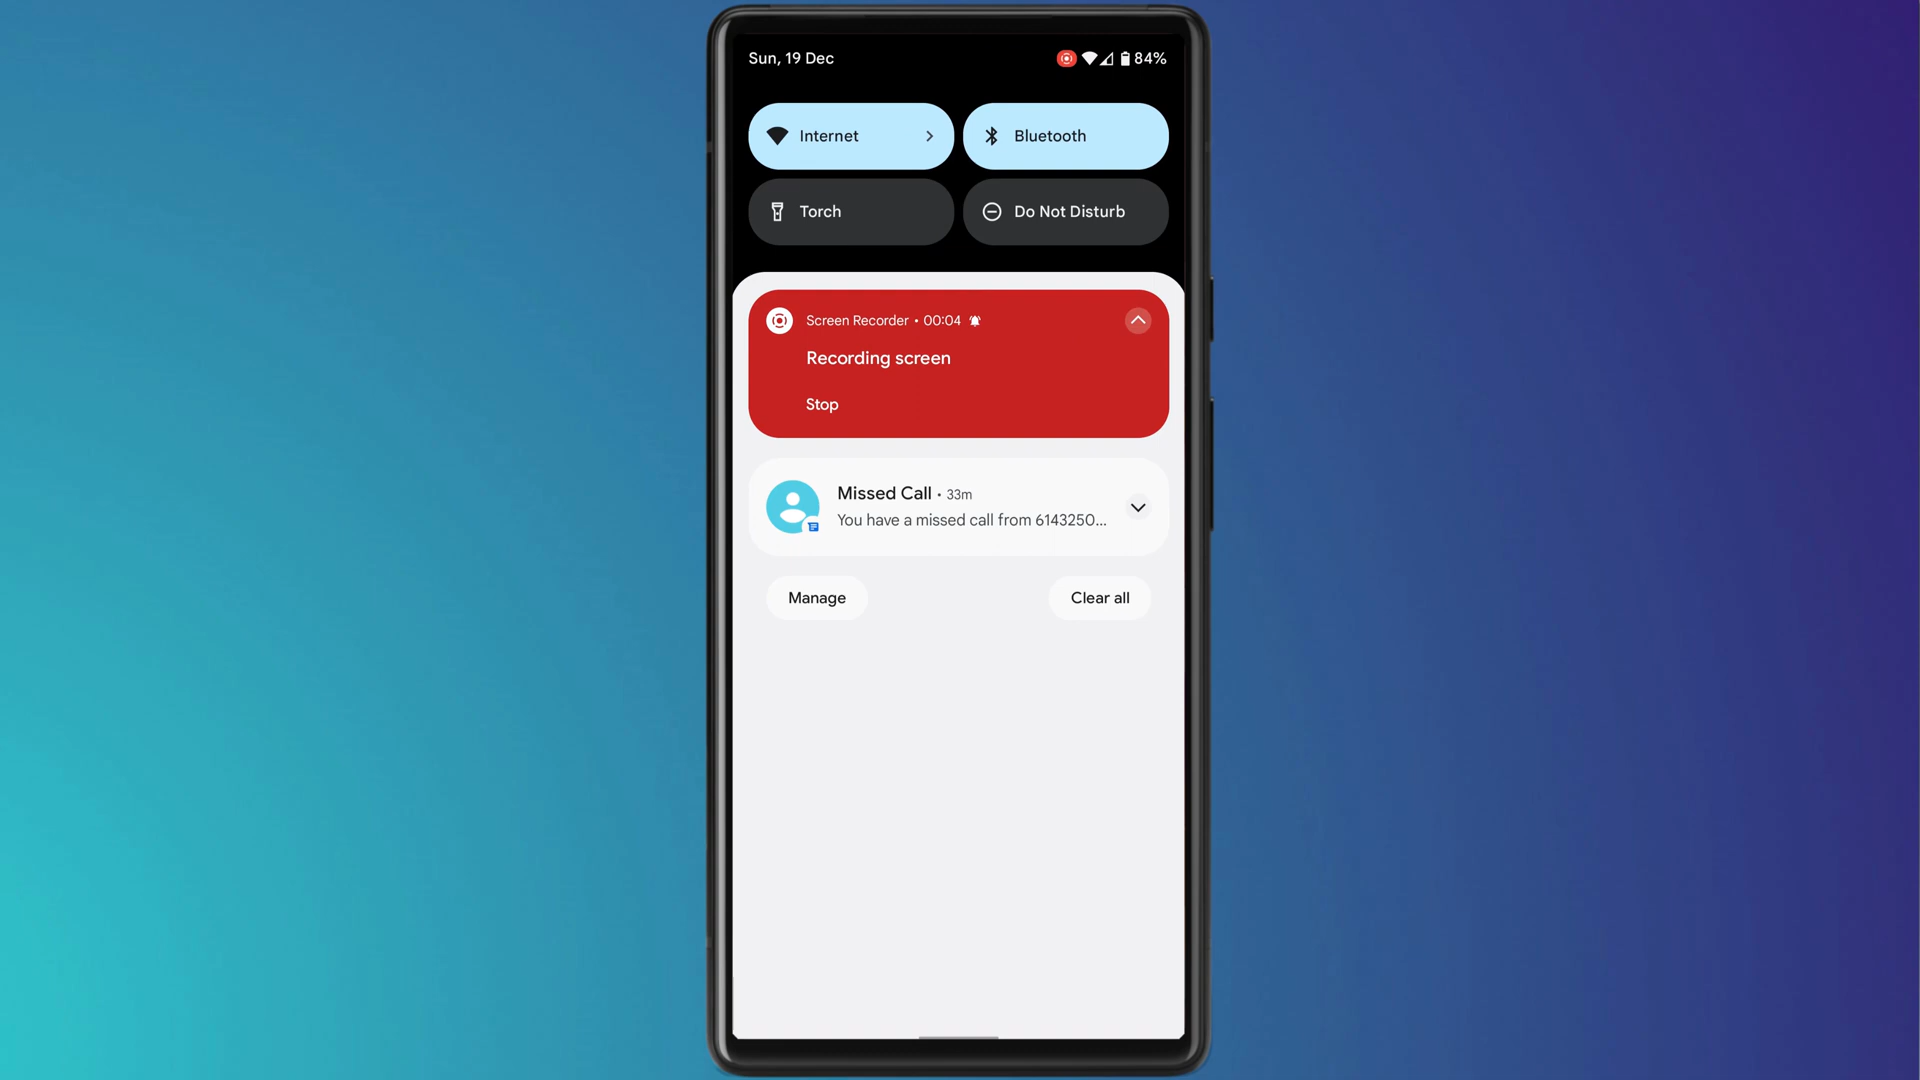 Sun, 19 Dec
84%
Internet
Bluetooth
Torch
Do Not Disturb
Screen Recorder • 00:04
Recording screen
Stop
Missed Call • 33m
You have a missed call from 6143250...
Manage
Clear all